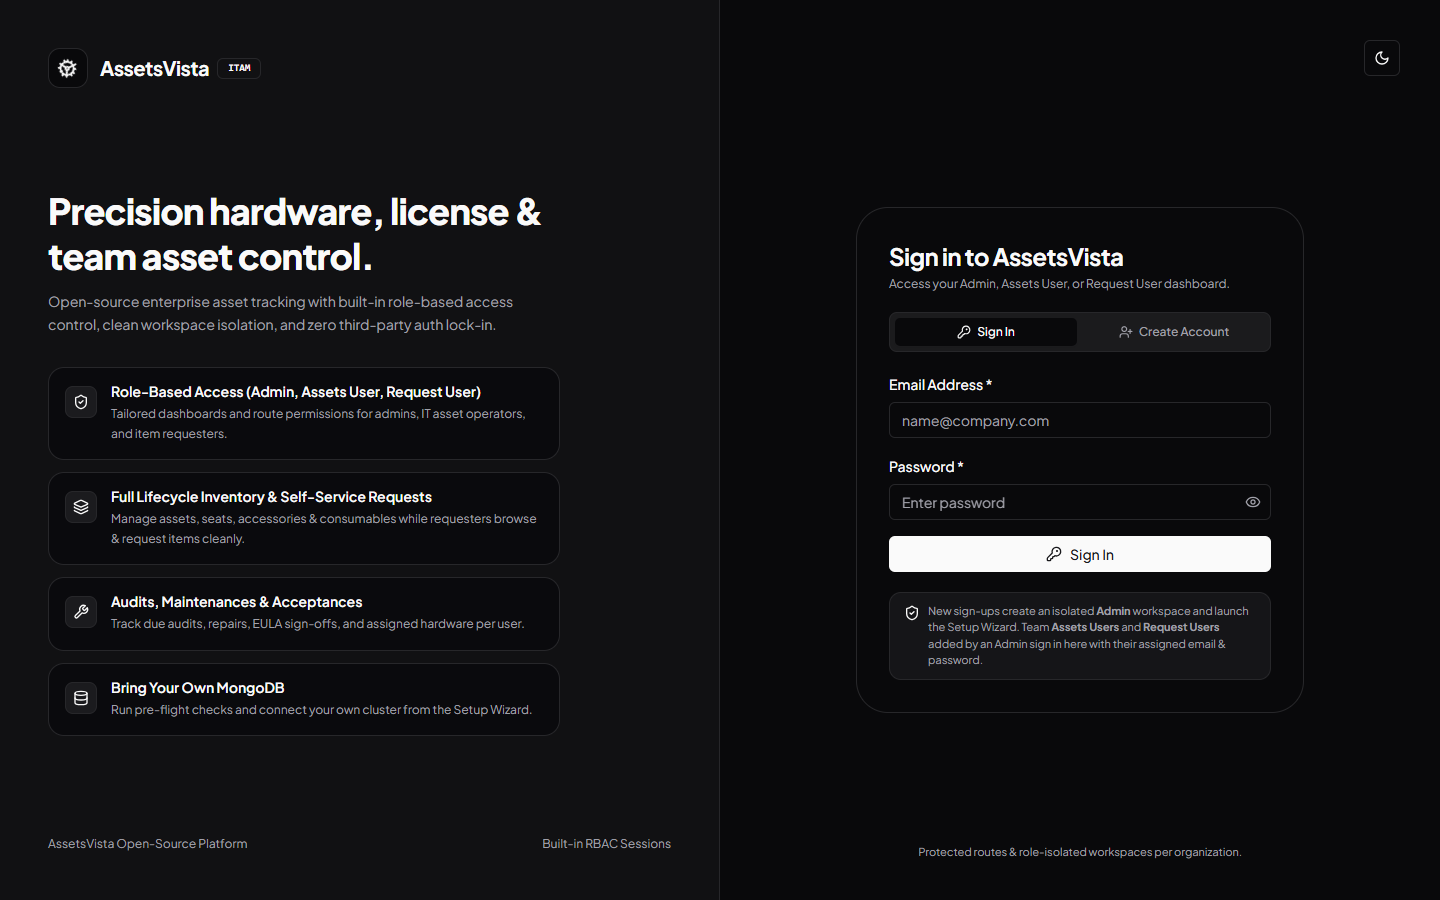 AssetsVista ITAM
Precision hardware, license &
team asset control.
Open-source enterprise asset tracking with built-in role-based access
control, clean workspace isolation, and zero third-party auth lock-in.
Role-Based Access (Admin, Assets User, Request User)
Tailored dashboards and route permissions for admins, IT asset operators,
and item requesters.
Full Lifecycle Inventory & Self-Service Requests
Manage assets, seats, accessories & consumables while requesters browse
& request items cleanly.
Audits, Maintenances & Acceptances
Track due audits, repairs, EULA sign-offs, and assigned hardware per user.
Bring Your Own MongoDB
Run pre-flight checks and connect your own cluster from the Setup Wizard.
AssetsVista Open-Source Platform
Built-in RBAC Sessions
Sign in to AssetsVista
Access your Admin, Assets User, or Request User dashboard.
Sign In
Create Account
Email Address *
name@company.com
Password *
Enter password
Sign In
New sign-ups create an isolated Admin workspace and launch
the Setup Wizard. Team Assets Users and Request Users
added by an Admin sign in here with their assigned email &
password.
Protected routes & role-isolated workspaces per organization.